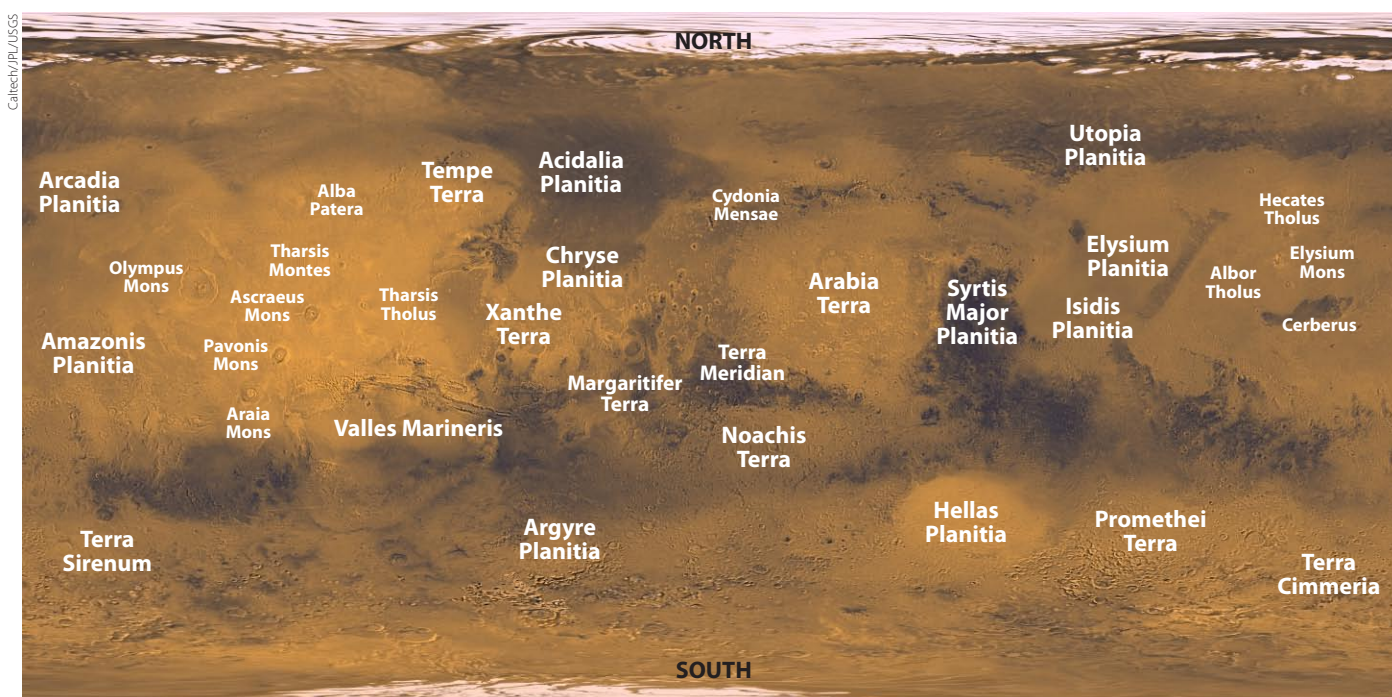 Caltech/JPL/USGS
NORTH
Utopia
Planitia
Acidalia
Planitia
Tempe
Terra
Arcadia
Planitia
Alba
Patera
Cydonia
Mensae
Hecates
Tholus
Tharsis
Montes
Olympus
Mons
Chryse
Planitia
Elysium
Planitia
Elysium
Mons
Albor
Tholus
Ascraeus
Mons
Tharsis
Tholus
Arabia
Terra
Syrtis
Major
Planitia
Isidis
Planitia
Xanthe
Terra
Cerberus
Amazonis
Planitia
Pavonis
Mons
Terra
Meridian
Margaritifer
Terra
Araia
Mons
Valles Marineris
Noachis
Terra
Hellas
Planitia
Promethei
Terra
Argyre
Planitia
Terra
Sirenum
Terra
Cimmeria
SOUTH